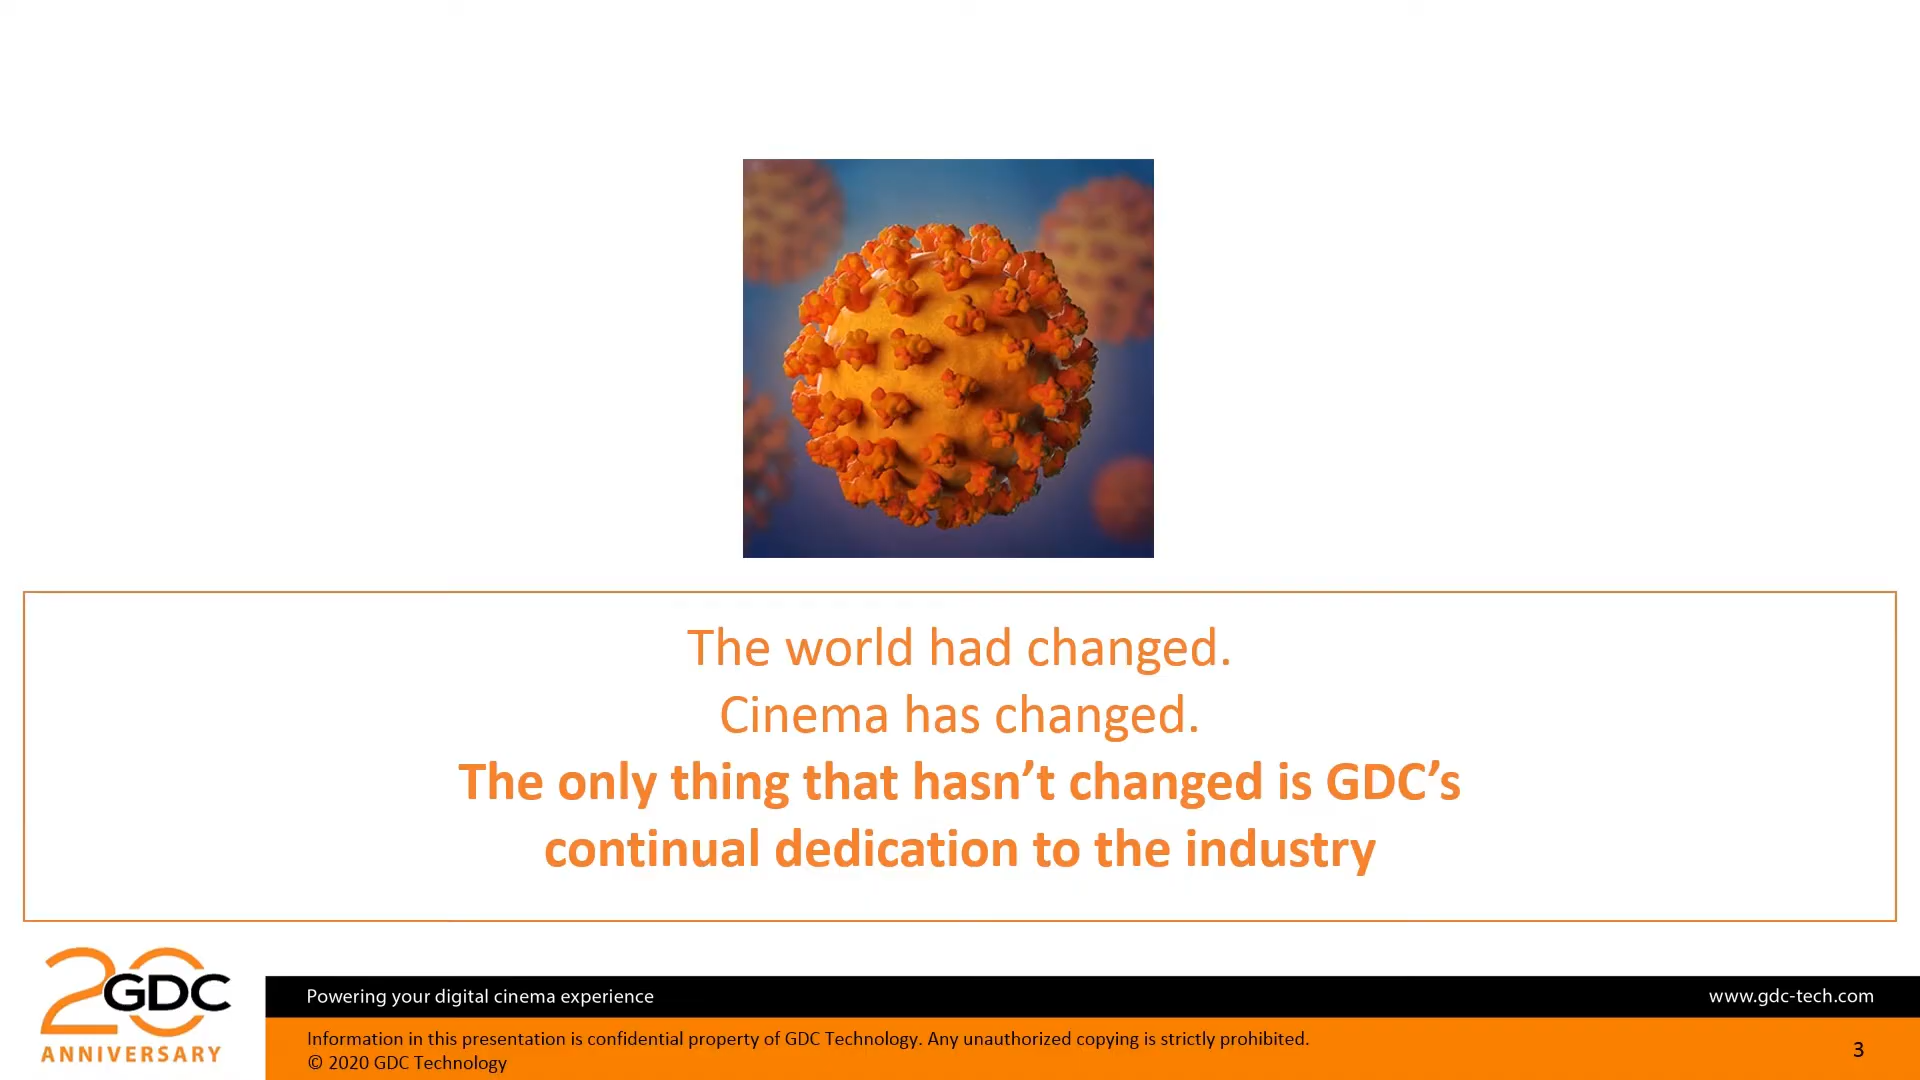 The world had changed.
Cinema has changed.
The only thing that hasn’t changed is GDC’s
continual dedication to the industry
20 GDC
ANNIVERSARY
Powering your digital cinema experience
www.gdc-tech.com
Information in this presentation is confidential property of GDC Technology. Any unauthorized copying is strictly prohibited.
© 2020 GDC Technology
3